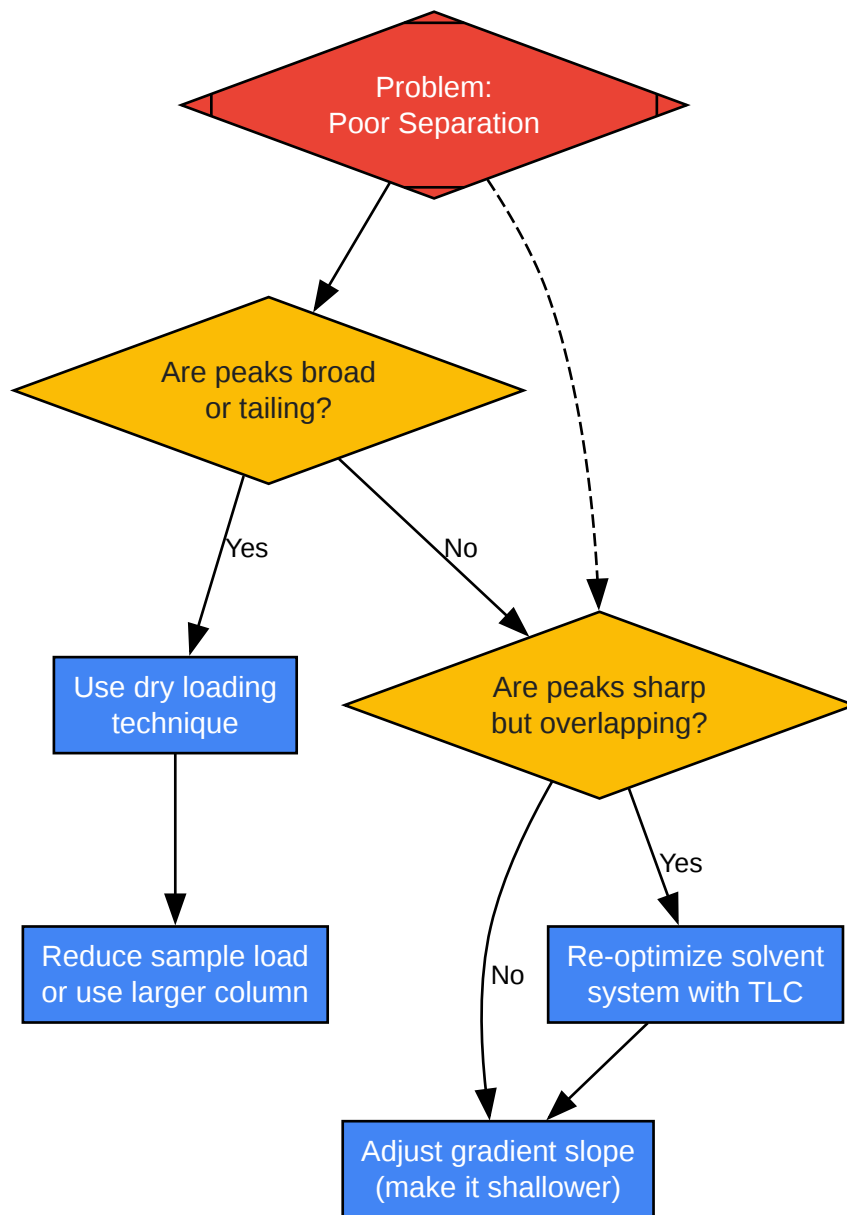 Problem:
Poor Separation
Are peaks broad
or tailing?
Yes
No
Use dry loading
technique
Are peaks sharp
but overlapping?
Yes
No
Reduce sample load
or use larger column
Re-optimize solvent
system with TLC
Adjust gradient slope
(make it shallower)